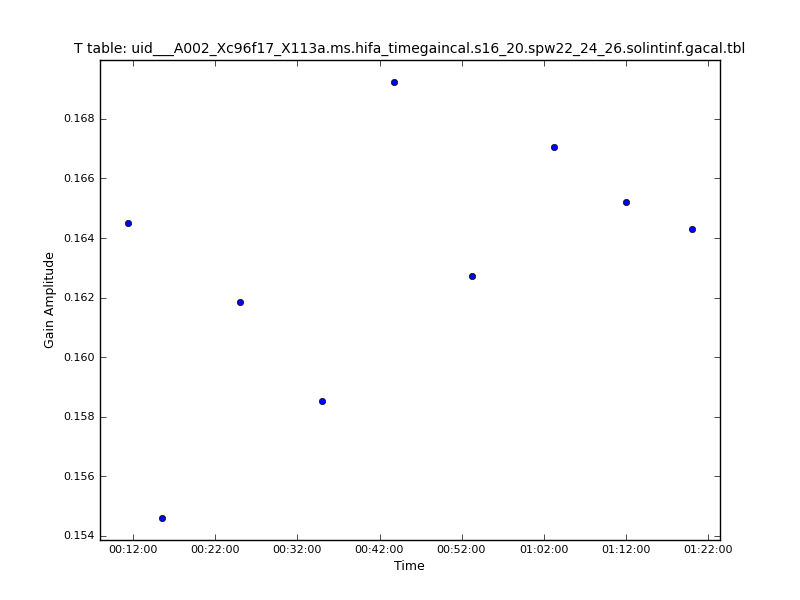 T table: uid___A002_Xc96f17_X113a.ms.hifa_timegaincal.s16_20.spw22_24_26.solintinf.gacal.tbl
0.168
0.166
0.164
0.162
0.160
0.158
0.156
0.154
Gain Amplitude
00:12:00 00:22:00 00:32:00 00:42:00 00:52:00 01:02:00 01:12:00 01:22:00
Time